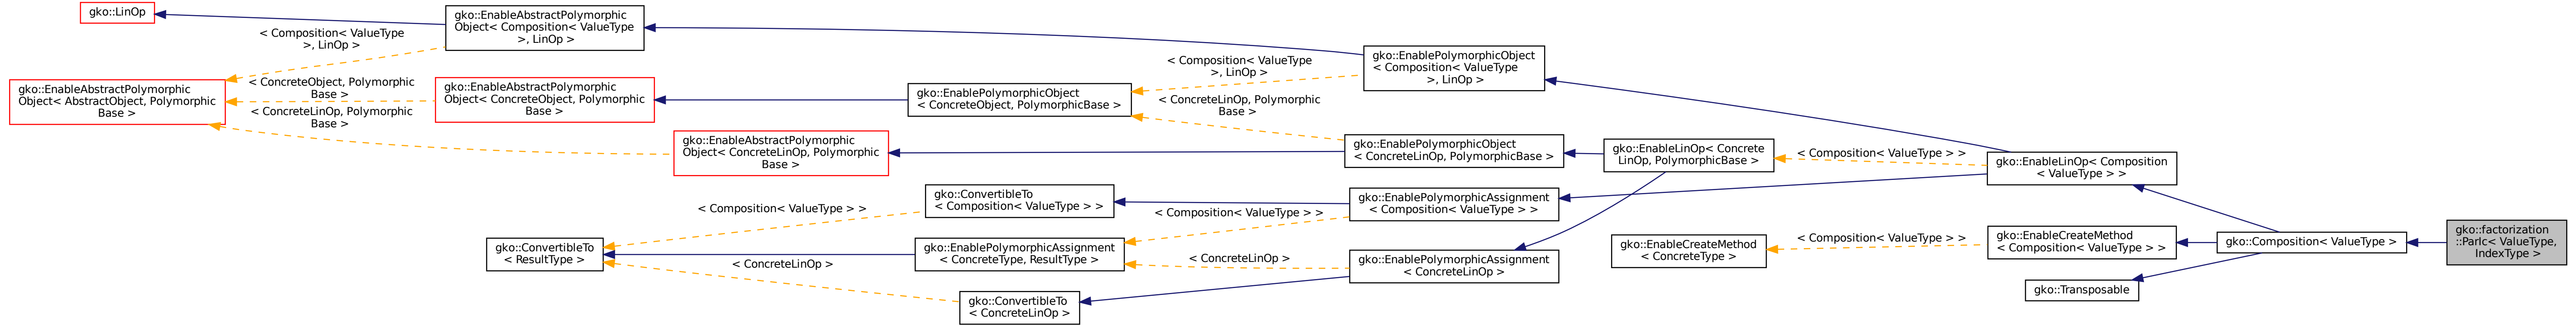 gko::LinOp
gko::EnableAbstractPolymorphic
Object< Composition< ValueType
>, LinOp >
< Composition< ValueType
>, LinOp >
gko::EnableAbstractPolymorphic
Object< AbstractObject, Polymorphic
Base >
< ConcreteObject, Polymorphic
Base >
< ConcreteLinOp, Polymorphic
Base >
gko::EnableAbstractPolymorphic
Object< ConcreteObject, Polymorphic
Base >
gko::EnableAbstractPolymorphic
Object< ConcreteLinOp, Polymorphic
Base >
gko::EnablePolymorphicObject
< ConcreteObject, PolymorphicBase >
< Composition< ValueType
>, LinOp >
< ConcreteLinOp, Polymorphic
Base >
gko::EnablePolymorphicObject
< Composition< ValueType
>, LinOp >
gko::EnablePolymorphicObject
< ConcreteLinOp, PolymorphicBase >
gko::EnableLinOp< Concrete
LinOp, PolymorphicBase >
< Composition< ValueType > >
gko::EnableLinOp< Composition
< ValueType > >
gko::ConvertibleTo
< Composition< ValueType > >
< Composition< ValueType > >
gko::ConvertibleTo
< ResultType >
gko::EnablePolymorphicAssignment
< ConcreteType, ResultType >
< ConcreteLinOp >
gko::ConvertibleTo
< ConcreteLinOp >
< Composition< ValueType > >
< ConcreteLinOp >
gko::EnablePolymorphicAssignment
< Composition< ValueType > >
gko::EnablePolymorphicAssignment
< ConcreteLinOp >
gko::EnableCreateMethod
< ConcreteType >
< Composition< ValueType > >
gko::EnableCreateMethod
< Composition< ValueType > >
gko::Transposable
gko::Composition< ValueType >
gko::factorization
::ParIc< ValueType,
IndexType >